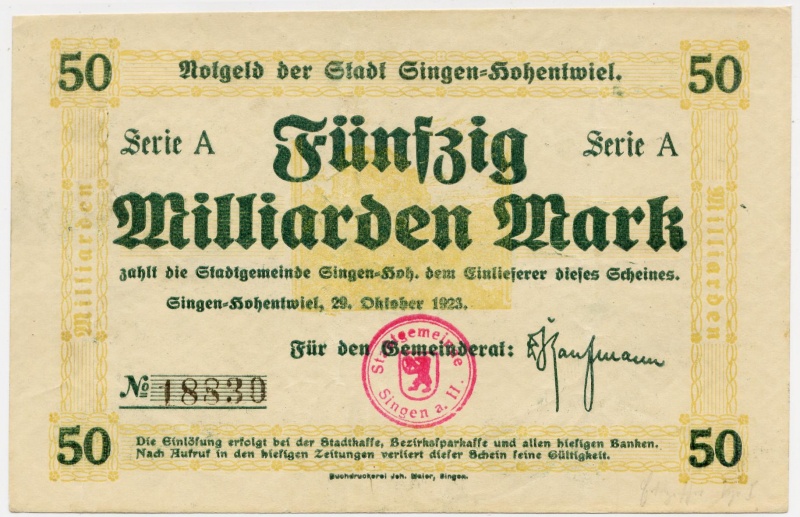 50 Notgeld der Stadt Singen=Hohentwiel. 50
Serie A Fünfzig Serie A
Milliarden Mark
zahlt die Stadtgemeinde Singen=Hoh. dem Einlieferer dieses Scheines.
Singen=Hohentwiel, 29. Oktober 1923.
Milliarden
Milliarden
Für den Gemeinderat:
Kaufmann
Stadtgemeinde
Singen a. H.
No 18830
50 50
Die Einlösung erfolgt bei der Stadtkasse, Bezirkssparkasse und allen hiesigen Banken.
Nach Aufruf in den hiesigen Zeitungen verliert dieser Schein seine Gültigkeit.
Buchdruckerei Joh. Maier, Singen.